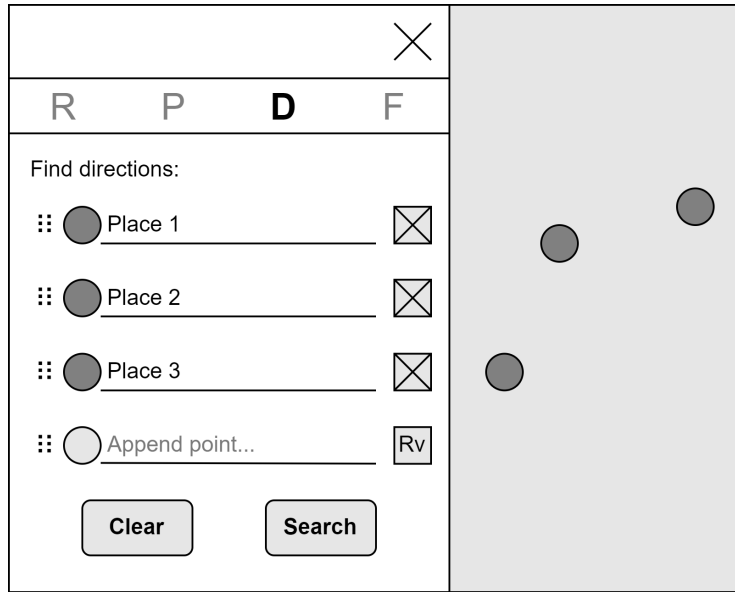 R P D F
Find directions:
Place 1
Place 2
Place 3
Append point... Rv
Clear Search